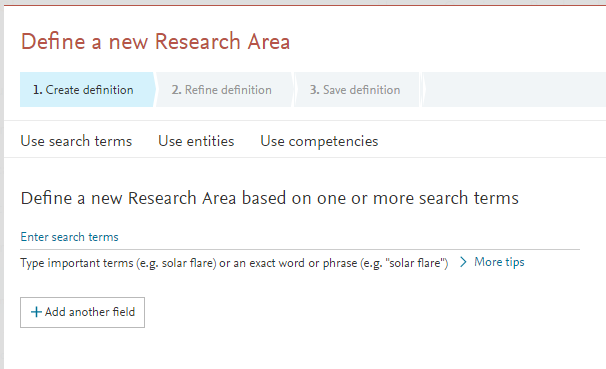 Define a new Research Area
1. Create definition 2. Refine definition 3. Save definition
Use search terms Use entities Use competencies
Define a new Research Area based on one or more search terms
Enter search terms
Type important terms (e.g. solar flare) or an exact word or phrase (e.g. "solar flare") > More tips
+ Add another field